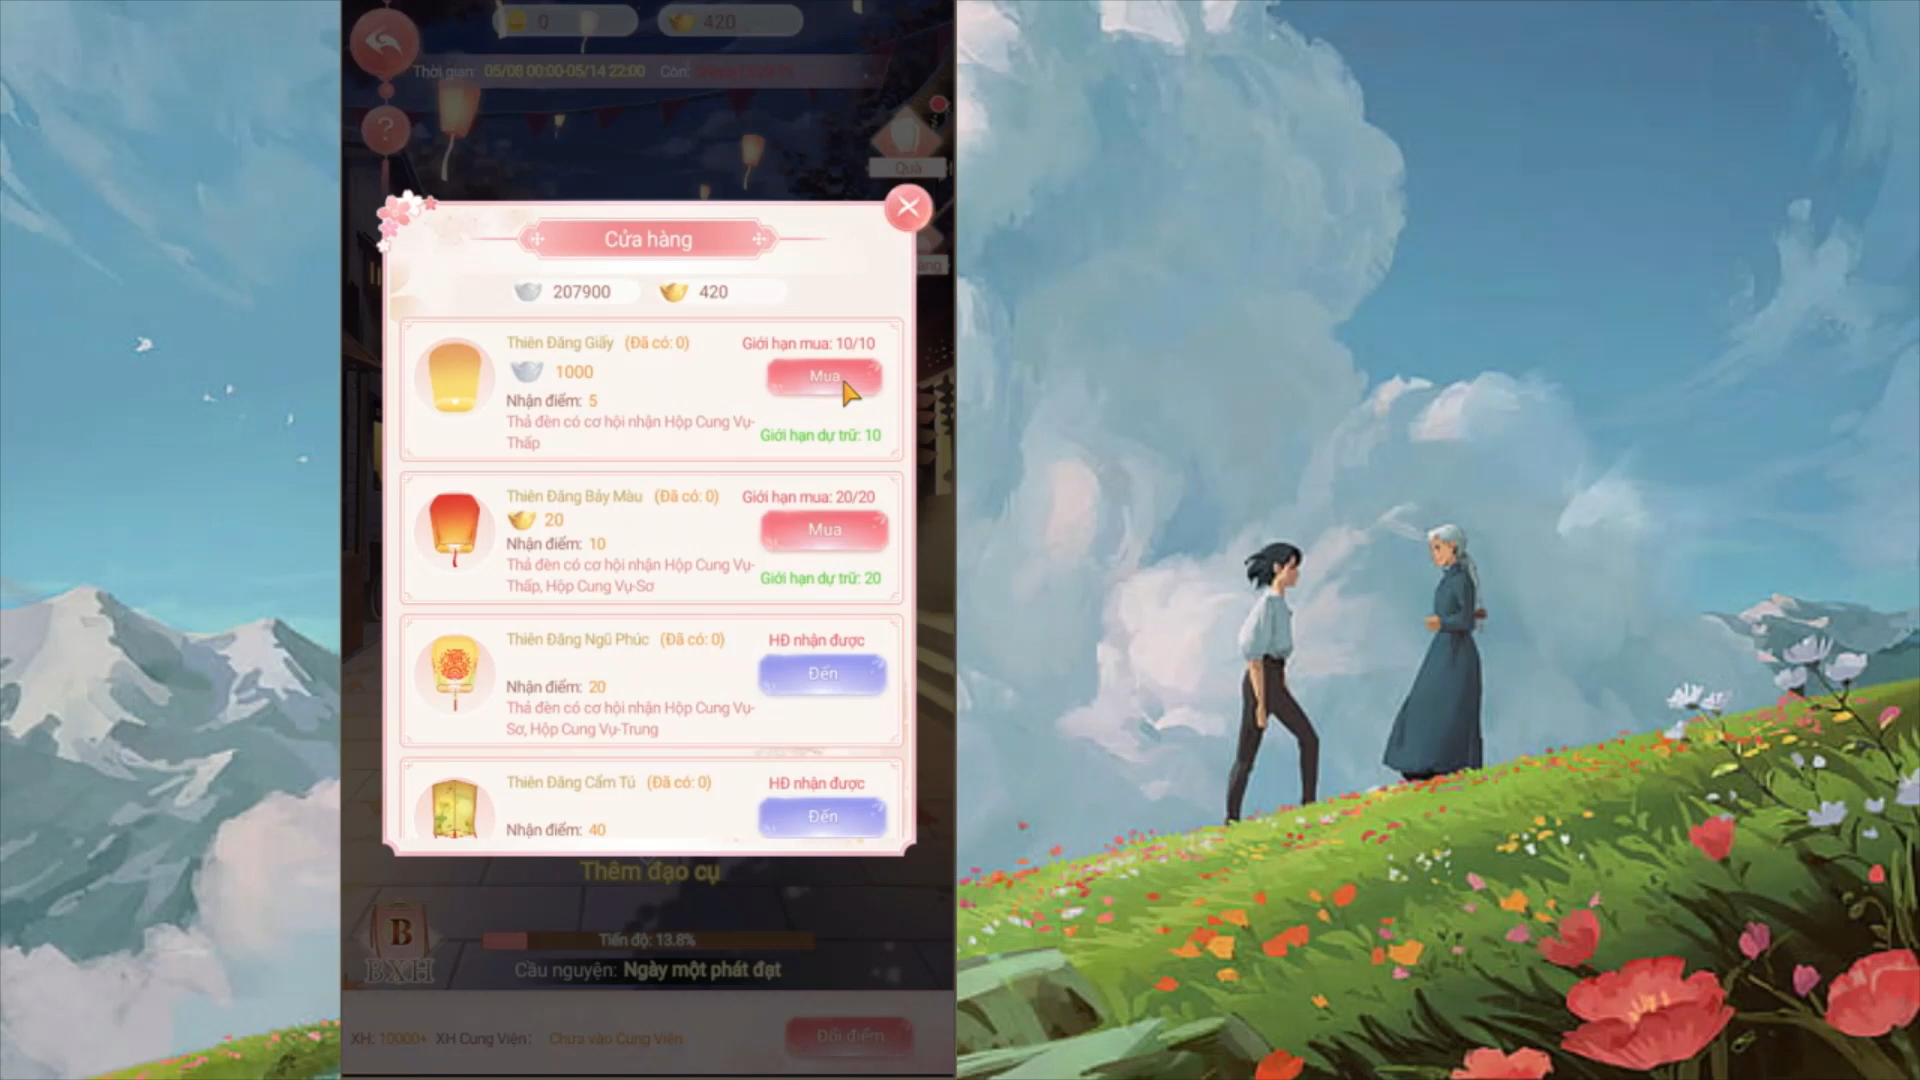 0
420
Thời gian: 05/08 00:00-05/14 22:00 Còn:
?
Quà
Cửa hàng
207900
420
Thiên Đăng Giấy (Đã có: 0)
Giới hạn mua: 10/10
1000
Mua
Nhận điểm: 5
Thả đèn có cơ hội nhận Hộp Cung Vụ-
Thấp
Giới hạn dự trữ: 10
Thiên Đăng Bảy Màu (Đã có: 0)
Giới hạn mua: 20/20
20
Mua
Nhận điểm: 10
Thả đèn có cơ hội nhận Hộp Cung Vụ-
Thấp, Hộp Cung Vụ-Sơ
Giới hạn dự trữ: 20
Thiên Đăng Ngũ Phúc (Đã có: 0)
HĐ nhận được
Đến
Nhận điểm: 20
Thả đèn có cơ hội nhận Hộp Cung Vụ-
Sơ, Hộp Cung Vụ-Trung
Thiên Đăng Cẩm Tú (Đã có: 0)
HĐ nhận được
Đến
Nhận điểm: 40
Thêm đạo cụ
B
BXH
Tiến độ: 13.8%
Cầu nguyện: Ngày một phát đạt
XH: 10000+ XH Cung Viện: Chưa vào Cung Viện
Đổi điểm